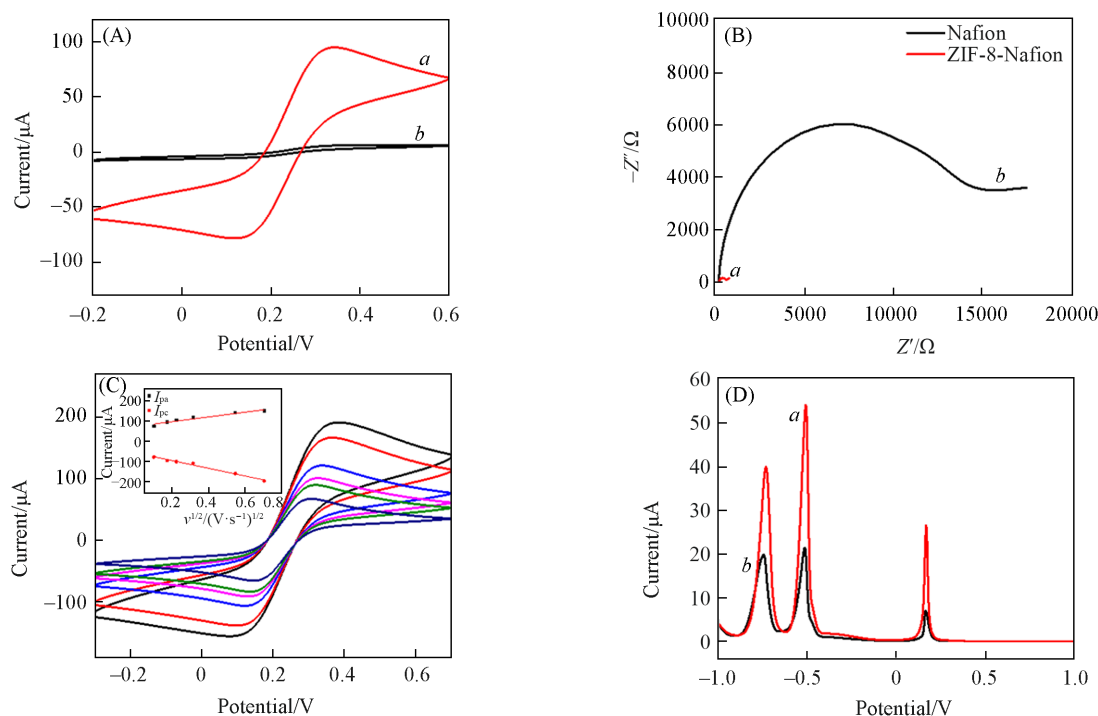 (A)
100
50
0
−50
−100
Current/μA
a
b
−0.2
0
0.2
0.4
0.6
Potential/V
(B)
10000
8000
6000
4000
2000
0
−Z″/Ω
Nafion
ZIF-8-Nafion
a
b
0
5000
10000
15000
20000
Z′/Ω
(C)
200
100
0
−100
Current/μA
Ipa
Ipc
200
100
0
−100
−200
Current/μA
0.2
0.4
0.6
0.8
v1/2/(V·s−1)1/2
0
0.2
0.4
0.6
−0.2
Potential/V
(D)
60
50
40
30
20
10
0
Current/μA
a
b
−1.0
−0.5
0
0.5
1.0
Potential/V